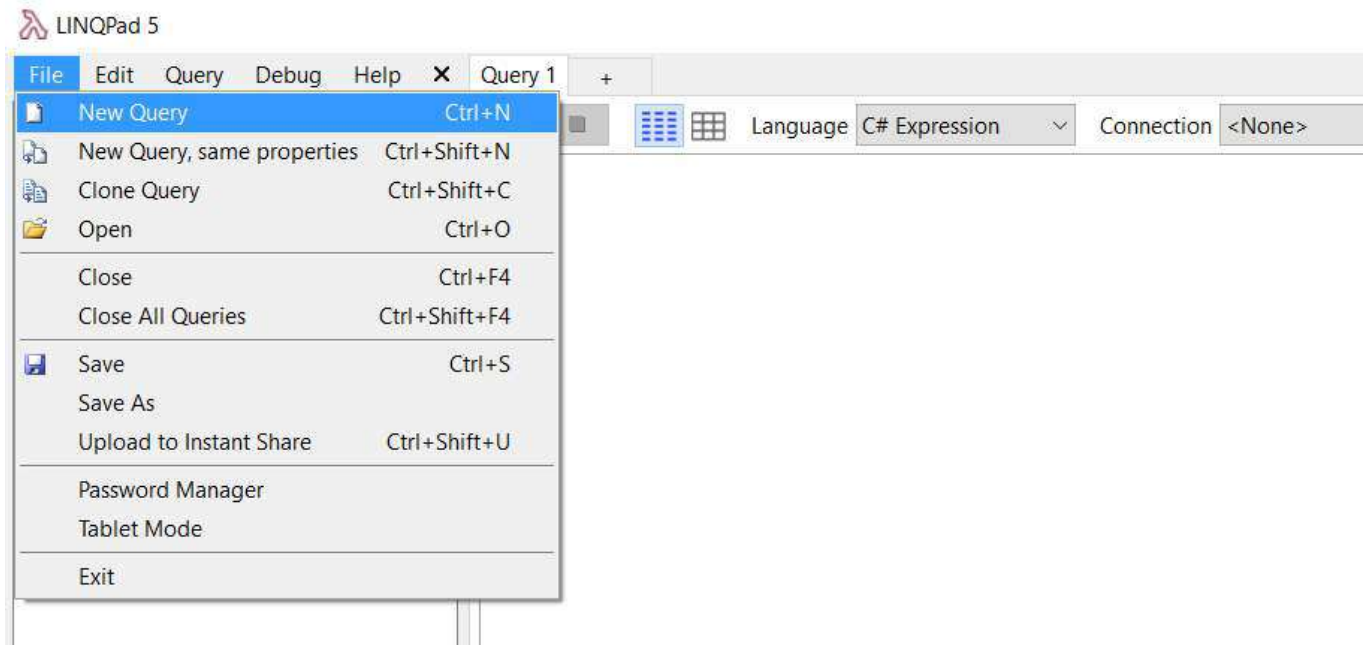 LINQPad 5
File Edit Query Debug Help × Query 1 +
New Query Ctrl+N
Language C# Expression Connection <None>
New Query, same properties Ctrl+Shift+N
Clone Query Ctrl+Shift+C
Open Ctrl+O
Close Ctrl+F4
Close All Queries Ctrl+Shift+F4
Save Ctrl+S
Save As
Upload to Instant Share Ctrl+Shift+U
Password Manager
Tablet Mode
Exit